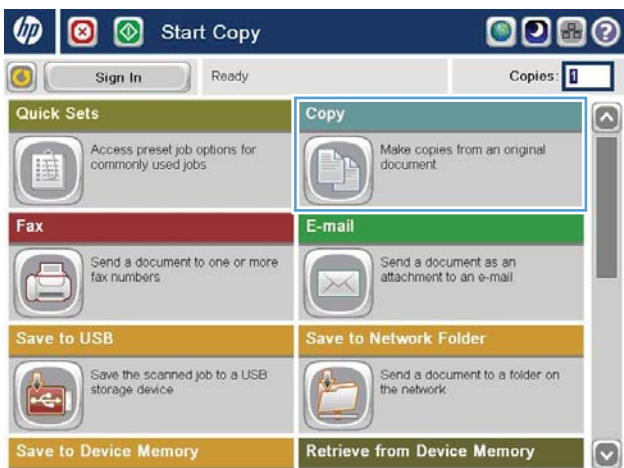 hp
Start Copy
?
Sign In
Ready
Copies: 1
Quick Sets
Access preset job options for
commonly used jobs
Copy
Make copies from an original
document
Fax
Send a document to one or more
fax numbers
E-mail
Send a document as an
attachment to an e-mail
Save to USB
Save the scanned job to a USB
storage device
Save to Network Folder
Send a document to a folder on
the network
Save to Device Memory
Retrieve from Device Memory